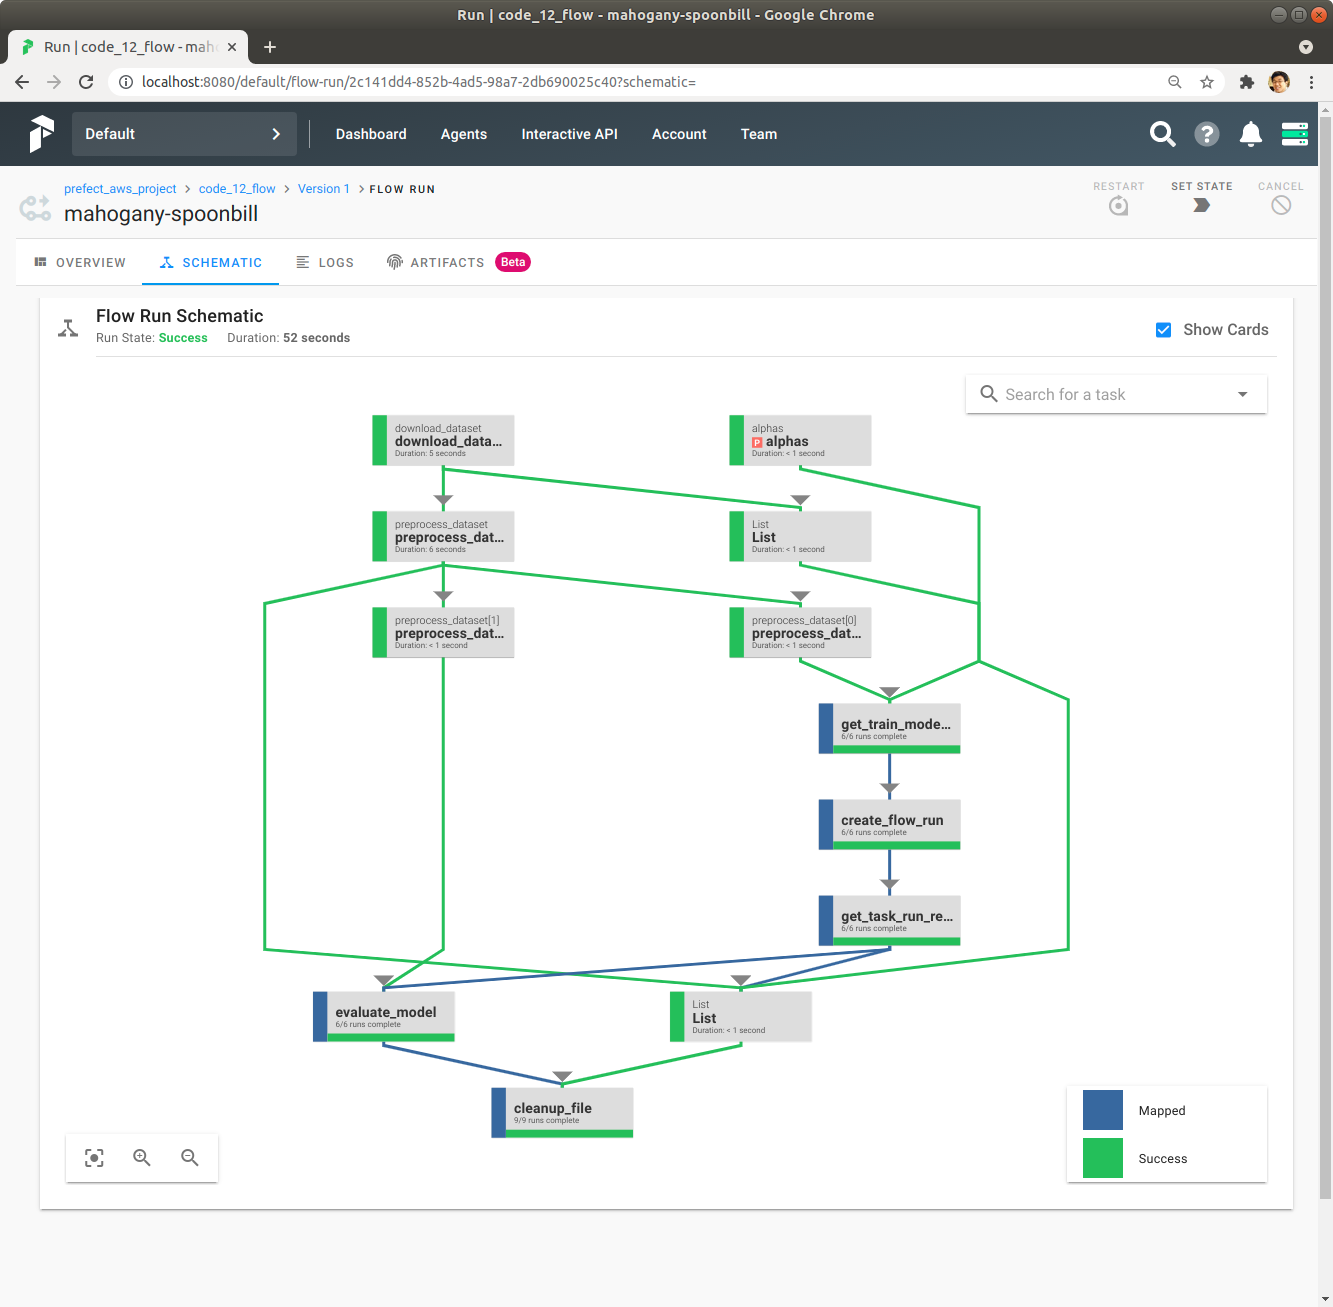 Run | code_12_flow - mahogany-spoonbill - Google Chrome
Run | code_12_flow - mah
localhost:8080/default/flow-run/2c141dd4-852b-4ad5-98a7-2db690025c40?schematic=
Default
Dashboard
Agents
Interactive API
Account
Team
prefect_aws_project > code_12_flow > Version 1 > FLOW RUN
mahogany-spoonbill
RESTART
SET STATE
CANCEL
OVERVIEW
SCHEMATIC
LOGS
ARTIFACTS
Beta
Flow Run Schematic
Run State: Success Duration: 52 seconds
Show Cards
Search for a task
download_dataset
download_data...
Duration: 5 seconds
alphas
P alphas
Duration: < 1 second
preprocess_dataset
preprocess_dat...
Duration: 6 seconds
List
List
Duration: < 1 second
preprocess_dataset[1]
preprocess_dat...
Duration: < 1 second
preprocess_dataset[0]
preprocess_dat...
Duration: < 1 second
get_train_mode...
6/6 runs complete
create_flow_run
6/6 runs complete
get_task_run_re...
6/6 runs complete
evaluate_model
6/6 runs complete
List
List
Duration: < 1 second
cleanup_file
9/9 runs complete
Mapped
Success